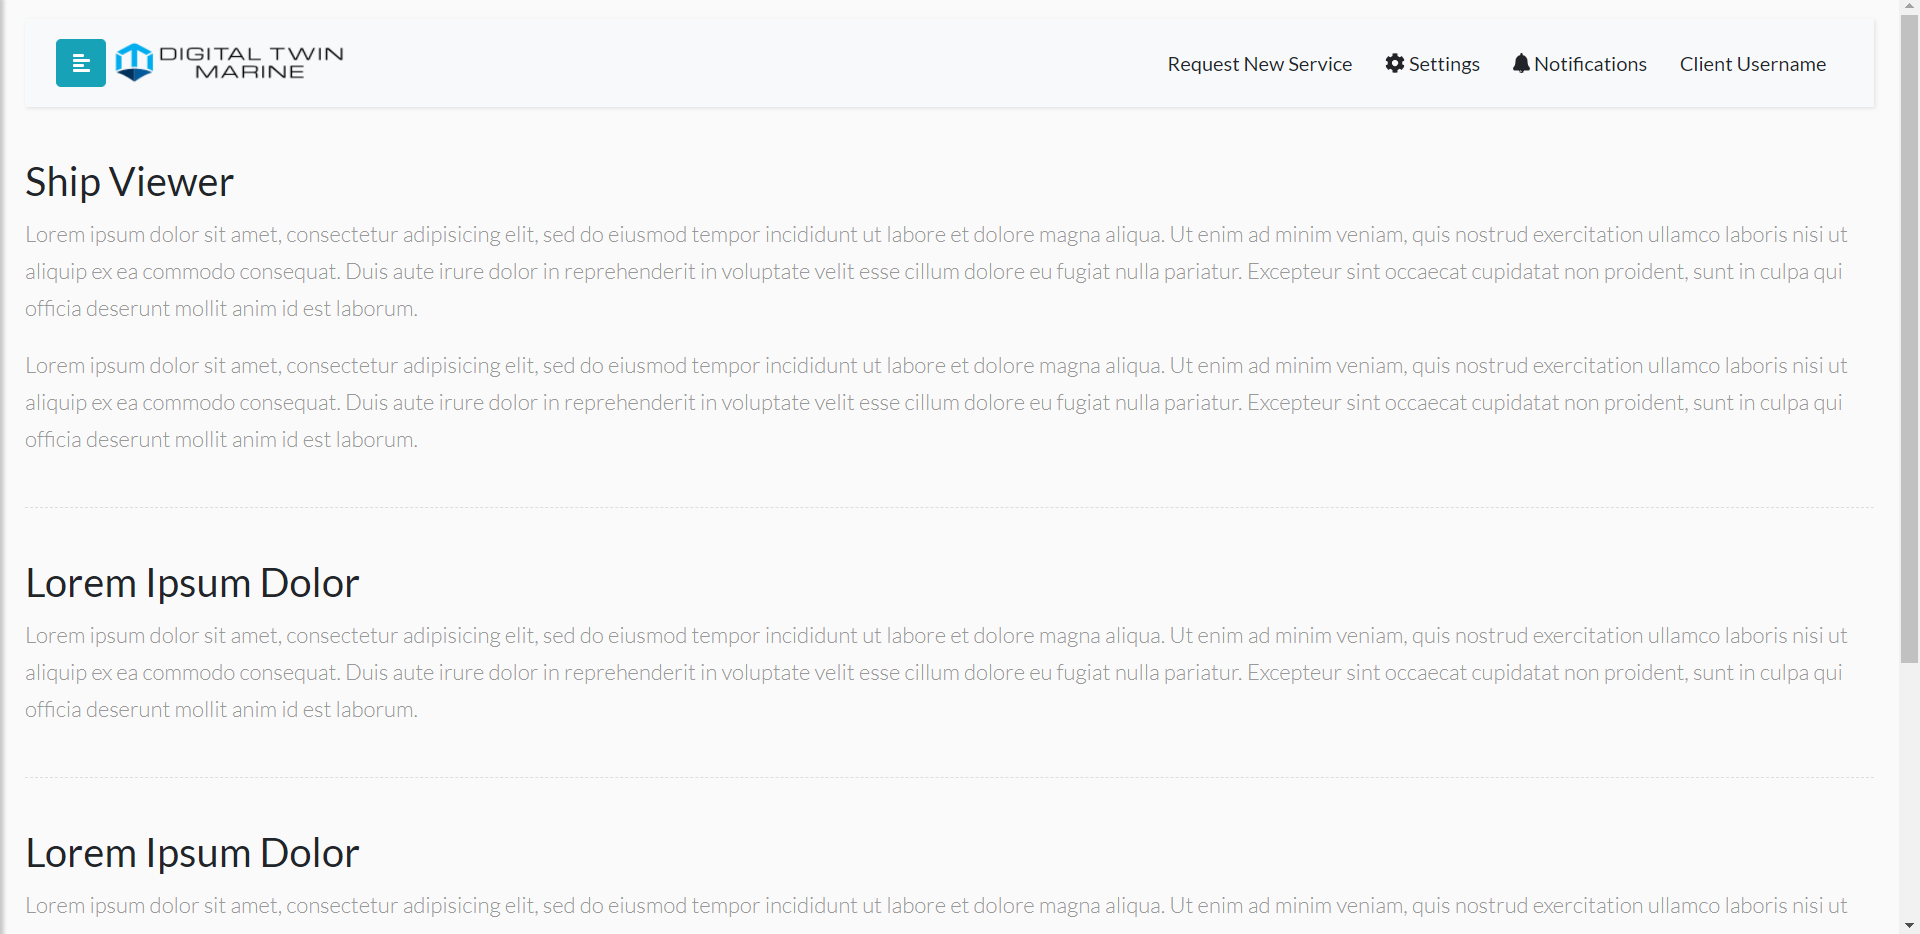 DIGITAL TWIN
MARINE
Request New Service Settings Notifications Client Username
Ship Viewer
Lorem ipsum dolor sit amet, consectetur adipisicing elit, sed do eiusmod tempor incididunt ut labore et dolore magna aliqua. Ut enim ad minim veniam, quis nostrud exercitation ullamco laboris nisi ut
aliquip ex ea commodo consequat. Duis aute irure dolor in reprehenderit in voluptate velit esse cillum dolore eu fugiat nulla pariatur. Excepteur sint occaecat cupidatat non proident, sunt in culpa qui
officia deserunt mollit anim id est laborum.
Lorem ipsum dolor sit amet, consectetur adipisicing elit, sed do eiusmod tempor incididunt ut labore et dolore magna aliqua. Ut enim ad minim veniam, quis nostrud exercitation ullamco laboris nisi ut
aliquip ex ea commodo consequat. Duis aute irure dolor in reprehenderit in voluptate velit esse cillum dolore eu fugiat nulla pariatur. Excepteur sint occaecat cupidatat non proident, sunt in culpa qui
officia deserunt mollit anim id est laborum.
Lorem Ipsum Dolor
Lorem ipsum dolor sit amet, consectetur adipisicing elit, sed do eiusmod tempor incididunt ut labore et dolore magna aliqua. Ut enim ad minim veniam, quis nostrud exercitation ullamco laboris nisi ut
aliquip ex ea commodo consequat. Duis aute irure dolor in reprehenderit in voluptate velit esse cillum dolore eu fugiat nulla pariatur. Excepteur sint occaecat cupidatat non proident, sunt in culpa qui
officia deserunt mollit anim id est laborum.
Lorem Ipsum Dolor
Lorem ipsum dolor sit amet, consectetur adipisicing elit, sed do eiusmod tempor incididunt ut labore et dolore magna aliqua. Ut enim ad minim veniam, quis nostrud exercitation ullamco laboris nisi ut